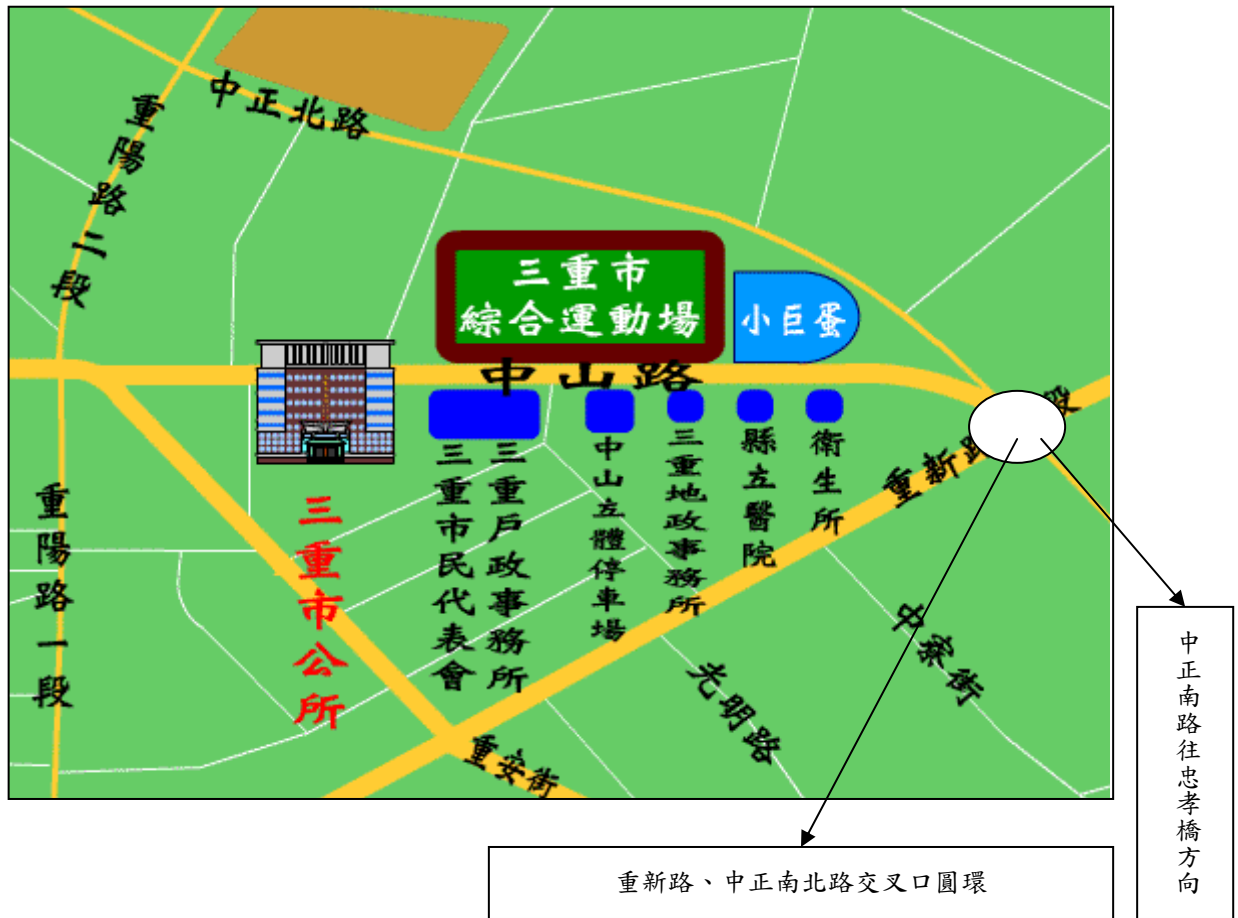 中正北路
重陽路二段
三重市
綜合運動場
小巨蛋
中山路
重新路
段
三重市公所
三重市民代表會
三重戶政事務所
中山立體停車場
三重地政事務所
縣立醫院
衛生所
重陽路一段
重安街
光明路
中寮街
中正南路往忠孝橋方向
重新路、中正南北路交叉口圓環